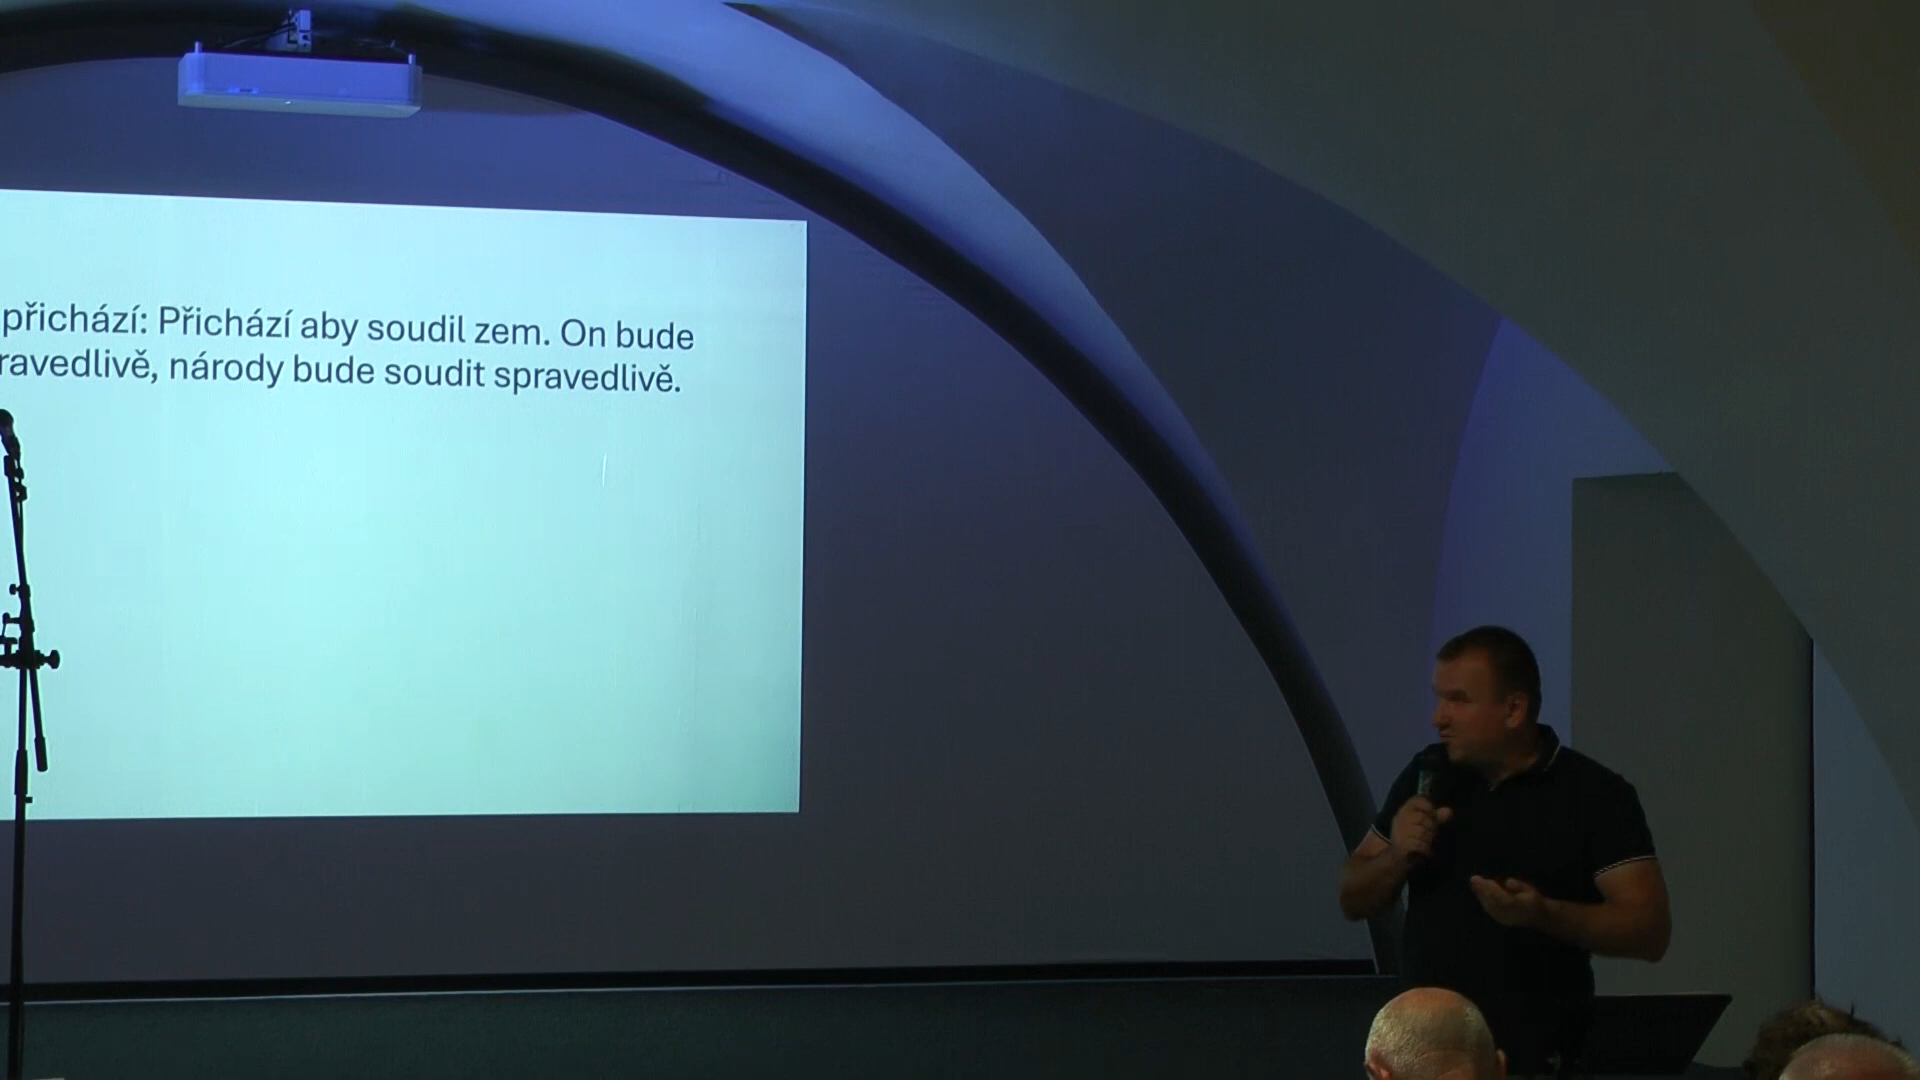 přichází: Přichází aby soudil zem. On bude
ravedlivě, národy bude soudit spravedlivě.